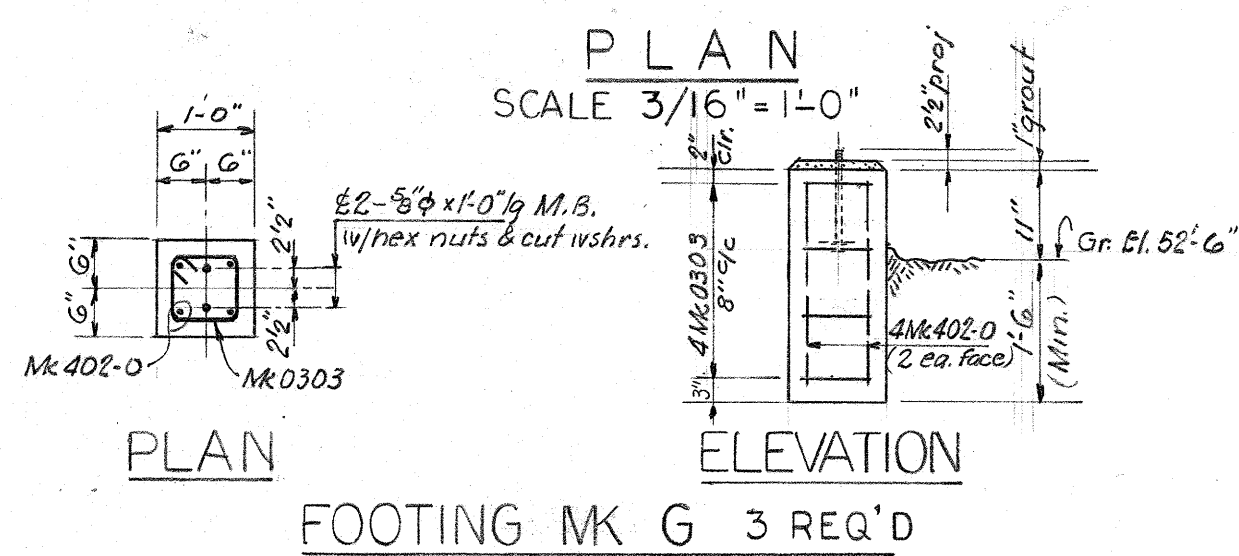 PLAN
SCALE 3/16" = 1'-0"
1'-0"
6" 6"
6"
6"
2½"
2½"
℄2-⅝"φ x 1'-0" lg M.B.
w/hex nuts & cut wshrs.
Mk 402-0
Mk 0303
PLAN
2½" proj
1" grout
2" clr.
4 Mk 0303
8" c/c
3"
11"
Gr. El. 52'-6"
1'-6"
(Min.)
4 Mk 402-0
(2 ea. face)
ELEVATION
FOOTING MK G 3 REQ'D